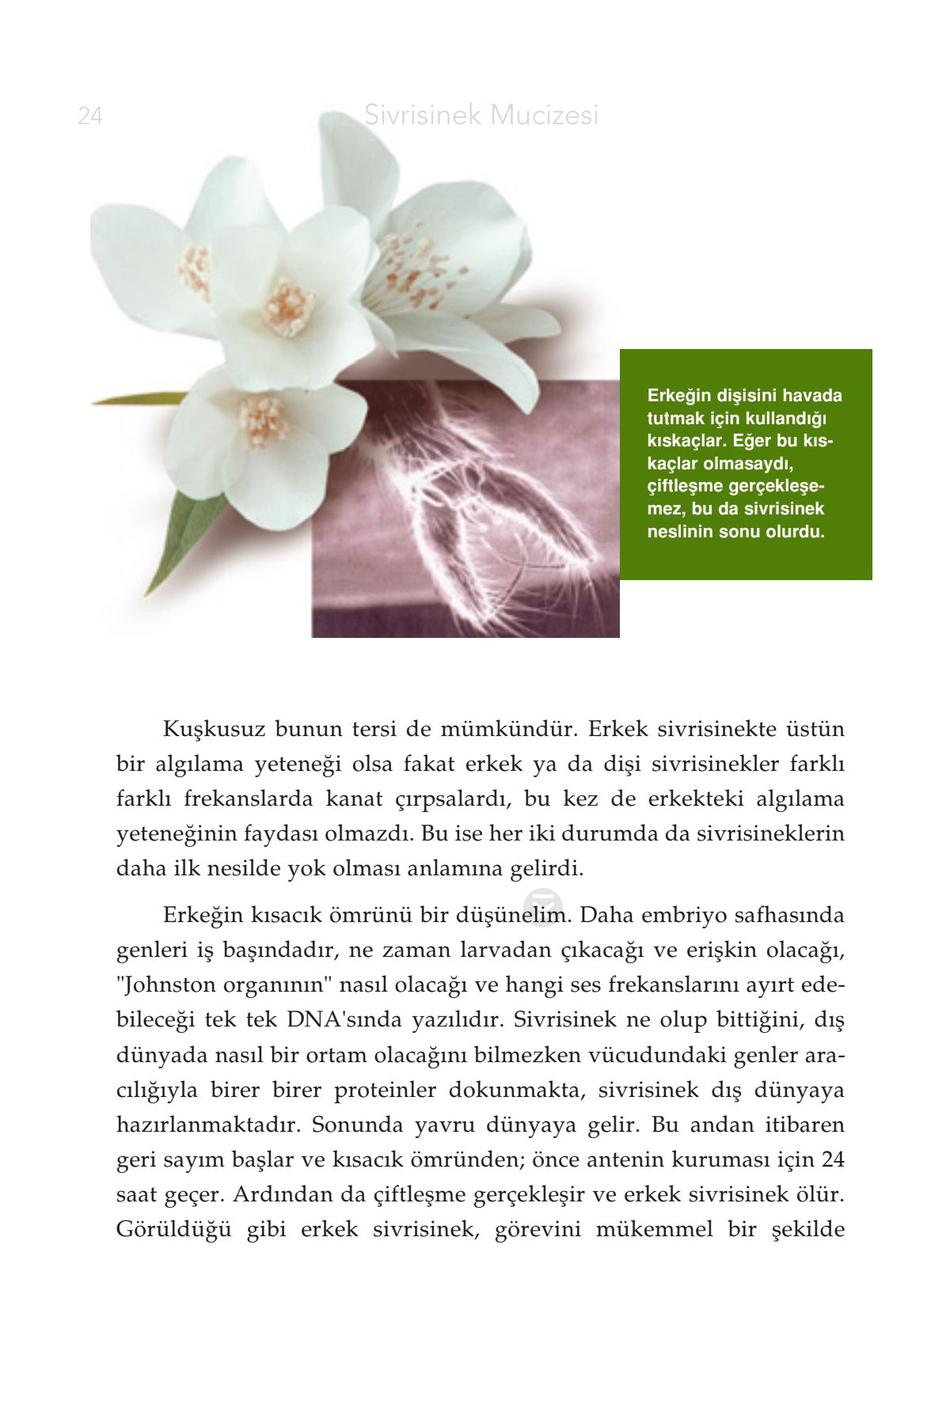 24
Sivrisinek Mucizesi
Erkeğin dişisini havada
tutmak için kullandığı
kıskaçlar. Eğer bu kıs-
kaçlar olmasaydı,
çiftleşme gerçekleşe-
mez, bu da sivrisinek
neslinin sonu olurdu.
Kuşkusuz bunun tersi de mümkündür. Erkek sivrisinekte üstün
bir algılama yeteneği olsa fakat erkek ya da dişi sivrisinekler farklı
farklı frekanslarda kanat çırpsalardı, bu kez de erkekteki algılama
yeteneğinin faydası olmazdı. Bu ise her iki durumda da sivrisineklerin
daha ilk nesilde yok olması anlamına gelirdi.
Erkeğin kısacık ömrünü bir düşünelim. Daha embriyo safhasında
genleri iş başındadır, ne zaman larvadan çıkacağı ve erişkin olacağı,
"Johnston organının" nasıl olacağı ve hangi ses frekanslarını ayırt ede-
bileceği tek tek DNA'sında yazılıdır. Sivrisinek ne olup bittiğini, dış
dünyada nasıl bir ortam olacağını bilmezken vücudundaki genler ara-
cılığıyla birer birer proteinler dokunmakta, sivrisinek dış dünyaya
hazırlanmaktadır. Sonunda yavru dünyaya gelir. Bu andan itibaren
geri sayım başlar ve kısacık ömründen; önce antenin kuruması için 24
saat geçer. Ardından da çiftleşme gerçekleşir ve erkek sivrisinek ölür.
Görüldüğü gibi erkek sivrisinek, görevini mükemmel bir şekilde